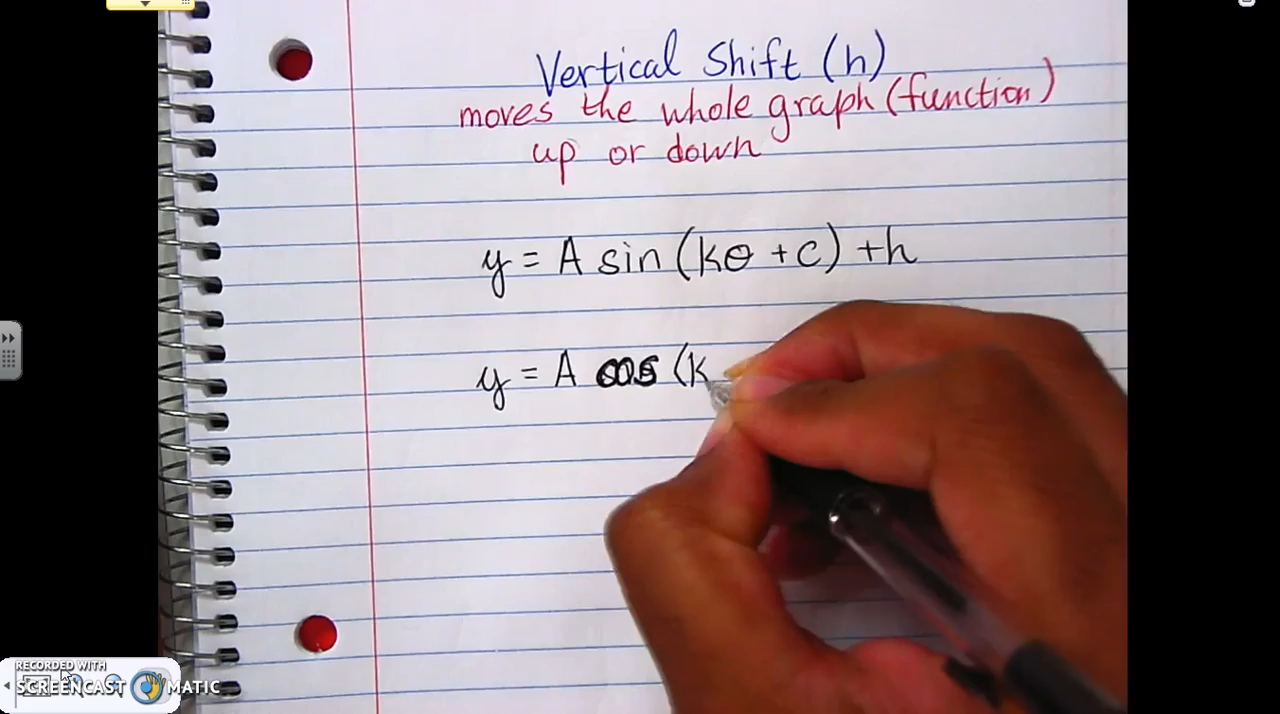 Vertical Shift (h)
moves the whole graph (function)
up or down
y = A sin (kθ + c) + h
y = A cos (k
RECORDED WITH
SCREENCAST MATIC